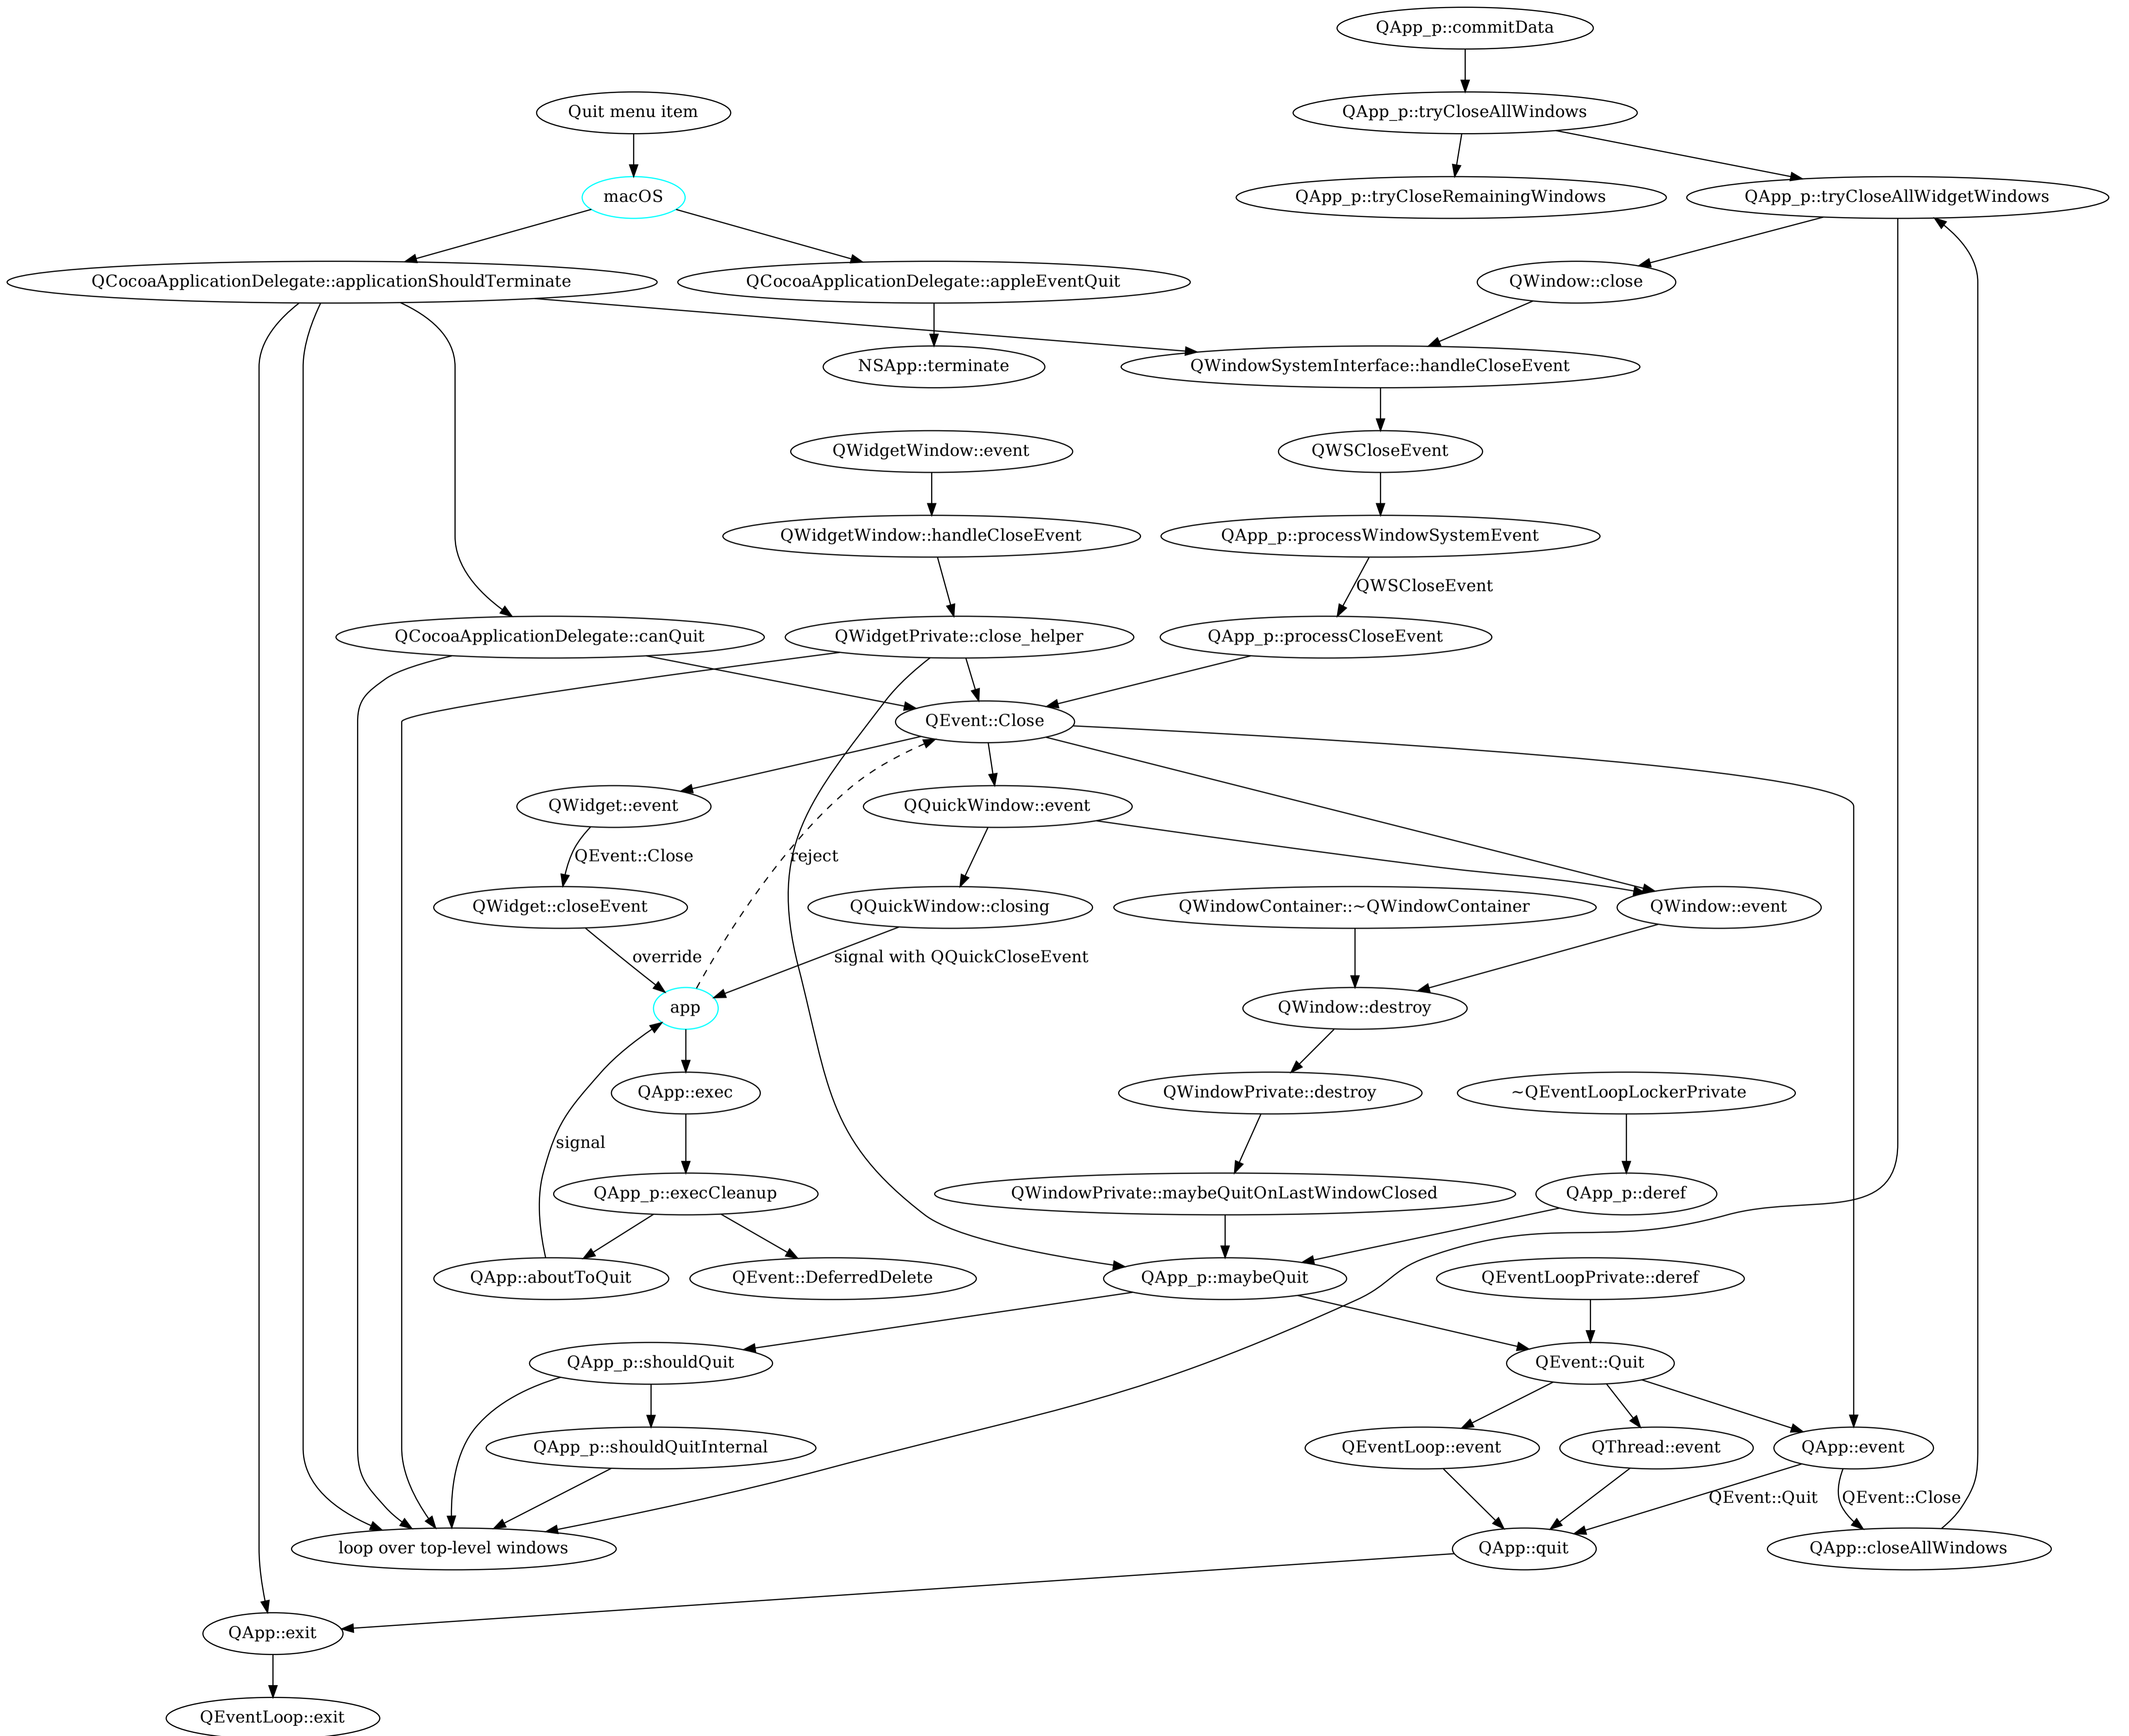 QApp_p::commitData
Quit menu item
QApp_p::tryCloseAllWindows
macOS
QApp_p::tryCloseRemainingWindows
QApp_p::tryCloseAllWidgetWindows
QCocoaApplicationDelegate::applicationShouldTerminate
QCocoaApplicationDelegate::appleEventQuit
QWindow::close
NSApp::terminate
QWindowSystemInterface::handleCloseEvent
QWidgetWindow::event
QWSCloseEvent
QWidgetWindow::handleCloseEvent
QApp_p::processWindowSystemEvent
QWSCloseEvent
QCocoaApplicationDelegate::canQuit
QWidgetPrivate::close_helper
QApp_p::processCloseEvent
QEvent::Close
QWidget::event
QQuickWindow::event
QEvent::Close
reject
QWidget::closeEvent
QQuickWindow::closing
QWindowContainer::~QWindowContainer
QWindow::event
override
signal with QQuickCloseEvent
app
QWindow::destroy
QApp::exec
QWindowPrivate::destroy
~QEventLoopLockerPrivate
signal
QApp_p::execCleanup
QWindowPrivate::maybeQuitOnLastWindowClosed
QApp_p::deref
QApp::aboutToQuit
QEvent::DeferredDelete
QApp_p::maybeQuit
QEventLoopPrivate::deref
QApp_p::shouldQuit
QEvent::Quit
QApp_p::shouldQuitInternal
QEventLoop::event
QThread::event
QApp::event
QEvent::Quit
QEvent::Close
loop over top-level windows
QApp::quit
QApp::closeAllWindows
QApp::exit
QEventLoop::exit